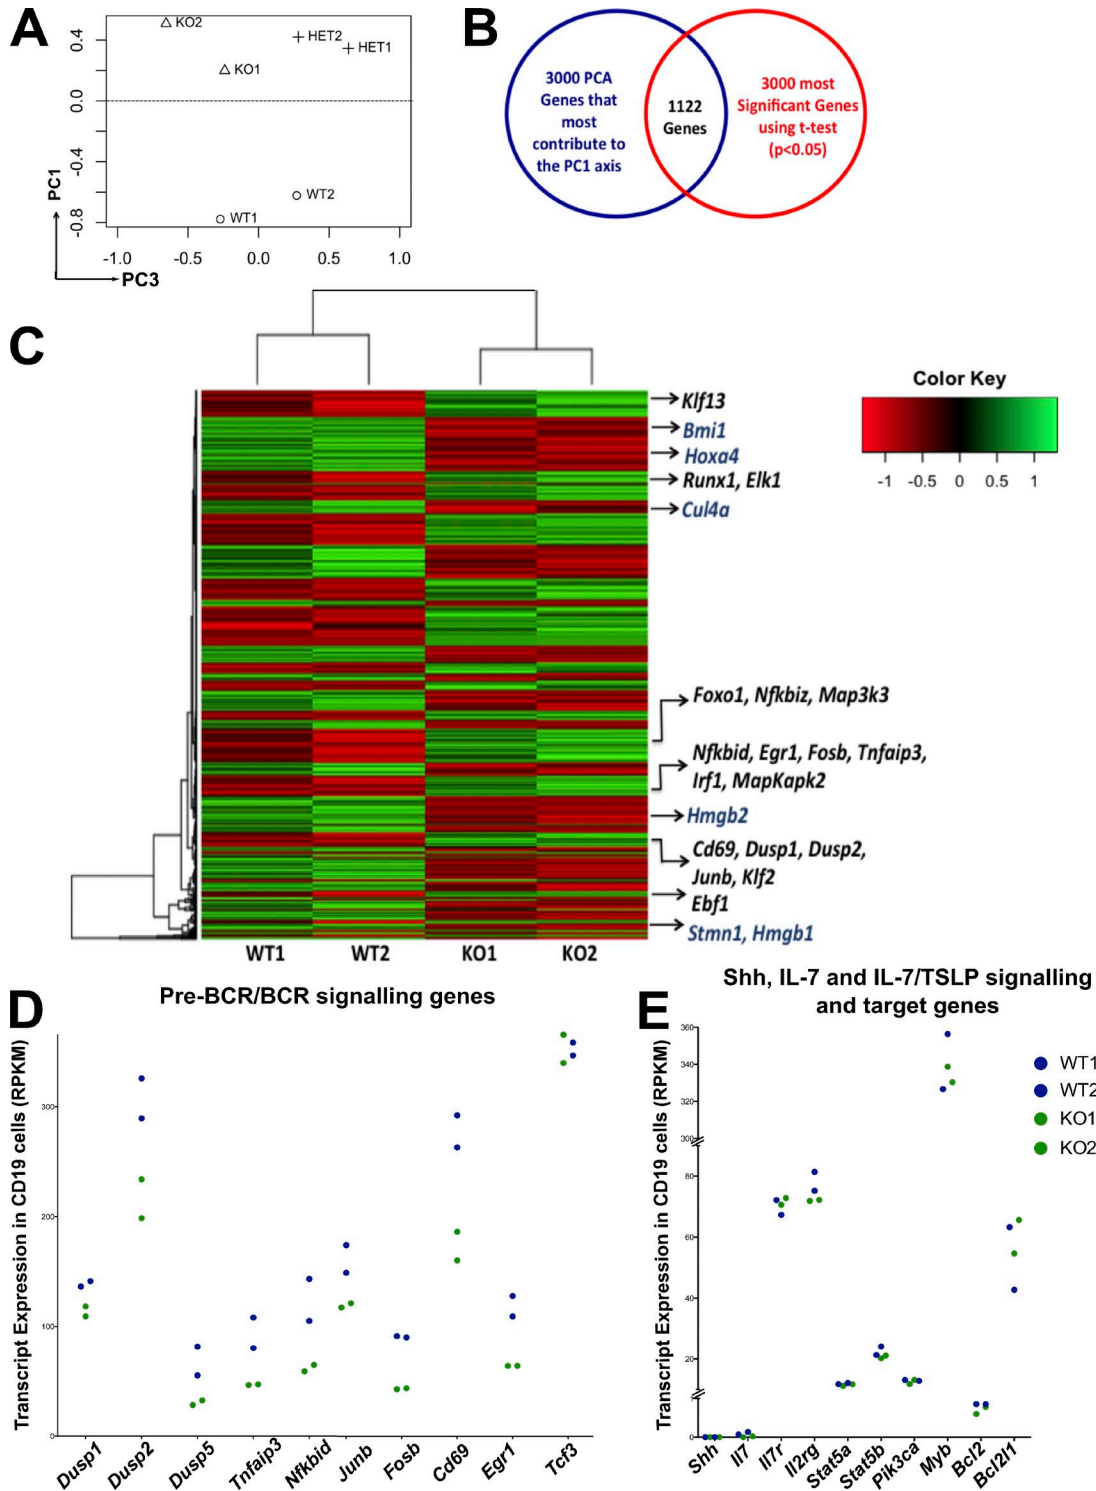 A
KO2
HET2
HET1
KO1
WT2
WT1
0.4
0.0
-0.4
-0.8
PC1
-1.0
-0.5
0.0
0.5
1.0
PC3
B
3000 PCA
Genes that
most
contribute to
the PC1 axis
1122
Genes
3000 most
Significant Genes
using t-test
(p<0.05)
C
Color Key
-1
-0.5
0
0.5
1
Klf13
Bmi1
Hoxa4
Runx1, Elk1
Cul4a
Foxo1, Nfkbiz, Map3k3
Nfkbid, Egr1, Fosb, Tnfaip3,
Irf1, MapKapk2
Hmgb2
Cd69, Dusp1, Dusp2,
Junb, Klf2
Ebf1
Stmn1, Hmgb1
WT1
WT2
KO1
KO2
D
Pre-BCR/BCR signalling genes
Transcript Expression in CD19 cells (RPKM)
300
200
100
0
Dusp1
Dusp2
Dusp5
Tnfaip3
Nfkbid
Junb
Fosb
Cd69
Egr1
Tcf3
E
Shh, IL-7 and IL-7/TSLP signalling
and target genes
Transcript Expression in CD19 cells (RPKM)
360
340
320
300
80
60
40
20
0
Shh
Il7
Il7r
Il2rg
Stat5a
Stat5b
Pik3ca
Myb
Bcl2
Bcl2l1
WT1
WT2
KO1
KO2